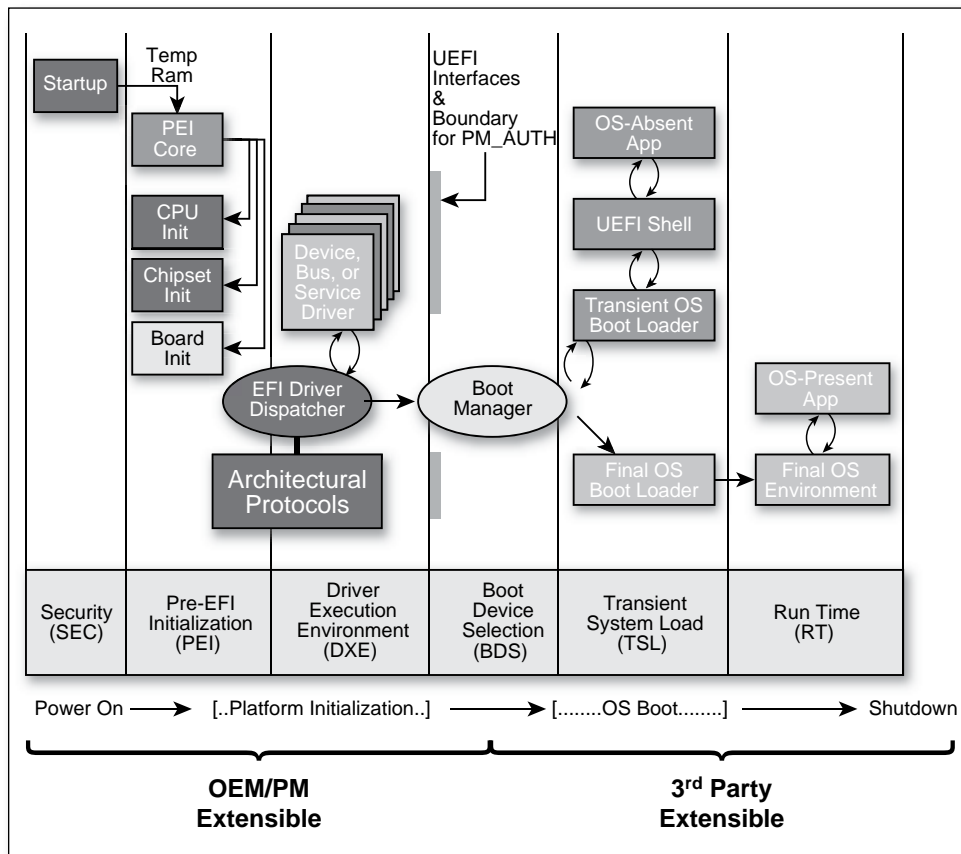 Startup
Temp
Ram
PEI
Core
CPU
Init
Chipset
Init
Board
Init
Device,
Bus, or
Service
Driver
EFI Driver
Dispatcher
Architectural
Protocols
UEFI
Interfaces
&
Boundary
for PM_AUTH
Boot
Manager
OS-Absent
App
UEFI Shell
Transient OS
Boot Loader
Final OS
Boot Loader
OS-Present
App
Final OS
Environment
Security
(SEC)
Pre-EFI
Initialization
(PEI)
Driver
Execution
Environment
(DXE)
Boot
Device
Selection
(BDS)
Transient
System Load
(TSL)
Run Time
(RT)
Power On
[..Platform Initialization..]
[........OS Boot........]
Shutdown
OEM/PM
Extensible
3rd Party
Extensible